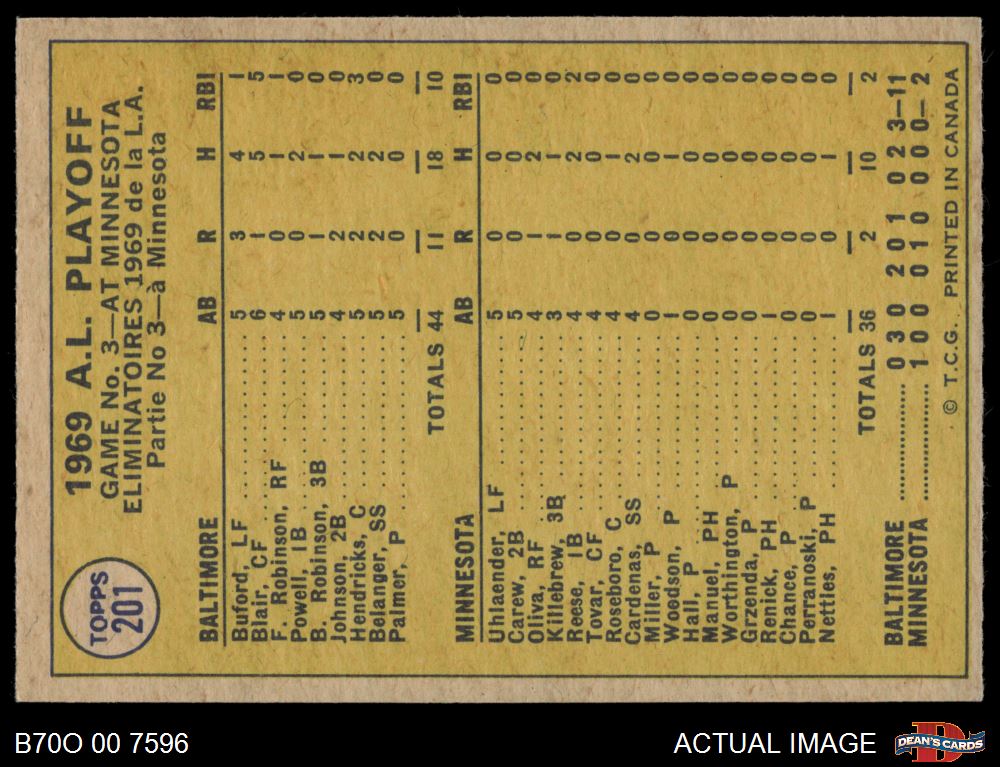 TOPPS
201
1969 A.L. PLAYOFF
GAME No. 3—AT MINNESOTA
ELIMINATOIRES 1969 de la L.A.
Partie No 3—à Minnesota
BALTIMORE AB R H RBI
Buford, LF 5 3 4 1
Blair, CF 6 1 5 5
F. Robinson, RF 4 0 1 1
Powell, 1B 5 0 2 0
B. Robinson, 3B 5 1 1 0
Johnson, 2B 4 2 1 0
Hendricks, C 5 2 2 3
Belanger, SS 5 2 2 0
Palmer, P 5 0 0 0
TOTALS 44 11 18 10
MINNESOTA AB R H RBI
Uhlaender, LF 5 0 0 0
Carew, 2B 5 0 0 0
Oliva, RF 4 1 2 0
Killebrew, 3B 3 1 1 0
Reese, 1B 4 0 2 2
Tovar, CF 4 0 0 0
Roseboro, C 4 0 1 0
Cardenas, SS 4 0 2 0
Miller, P 0 0 0 0
Woodson, P 1 0 1 0
Hall, P 0 0 0 0
Manuel, PH 0 0 0 0
Worthington, P 0 0 0 0
Grzenda, P 0 0 0 0
Renick, PH 1 0 0 0
Chance, P 0 0 0 0
Perranoski, P 0 0 0 0
Nettles, PH 1 0 1 0
TOTALS 36 2 10 2
BALTIMORE 030 201 023—11
MINNESOTA 100 010 000— 2
© T.C.G. PRINTED IN CANADA
B70O 00 7596
ACTUAL IMAGE
D
DEAN'S CARDS